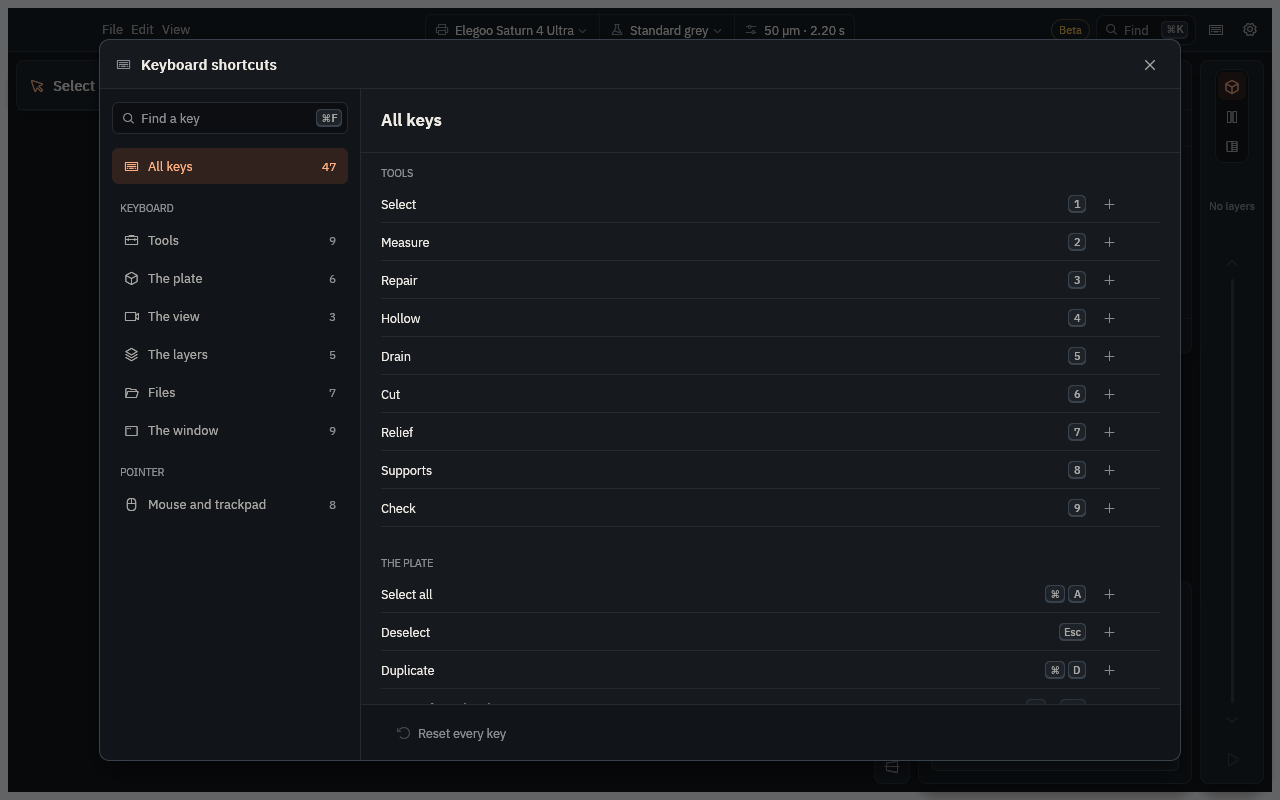 File Edit View
Elegoo Saturn 4 Ultra
Standard grey
50 µm · 2.20 s
Beta
Find
⌘K
Select
Keyboard shortcuts
Find a key
⌘F
All keys 47
KEYBOARD
Tools 9
The plate 6
The view 3
The layers 5
Files 7
The window 9
POINTER
Mouse and trackpad 8
All keys
TOOLS
Select 1
Measure 2
Repair 3
Hollow 4
Drain 5
Cut 6
Relief 7
Supports 8
Check 9
THE PLATE
Select all ⌘ A
Deselect Esc
Duplicate ⌘ D
Reset every key
No layers